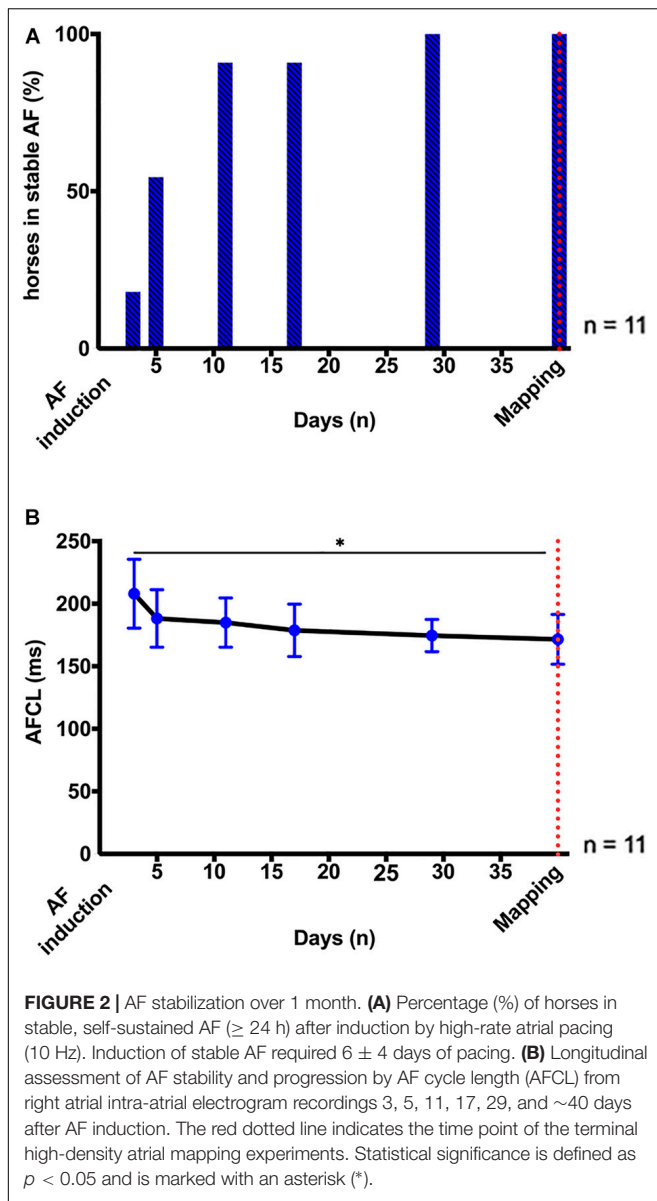 A
horses in stable AF (%)
100
50
0
5 10 15 20 25 30 35
AF induction
Mapping
Days (n)
n = 11
B
AFCL (ms)
250
200
150
100
50
0
*
5 10 15 20 25 30 35
AF induction
Mapping
Days (n)
n = 11
FIGURE 2 | AF stabilization over 1 month. (A) Percentage (%) of horses in
stable, self-sustained AF (≥ 24 h) after induction by high-rate atrial pacing
(10 Hz). Induction of stable AF required 6 ± 4 days of pacing. (B) Longitudinal
assessment of AF stability and progression by AF cycle length (AFCL) from
right atrial intra-atrial electrogram recordings 3, 5, 11, 17, 29, and ∼40 days
after AF induction. The red dotted line indicates the time point of the terminal
high-density atrial mapping experiments. Statistical significance is defined as
p < 0.05 and is marked with an asterisk (*).